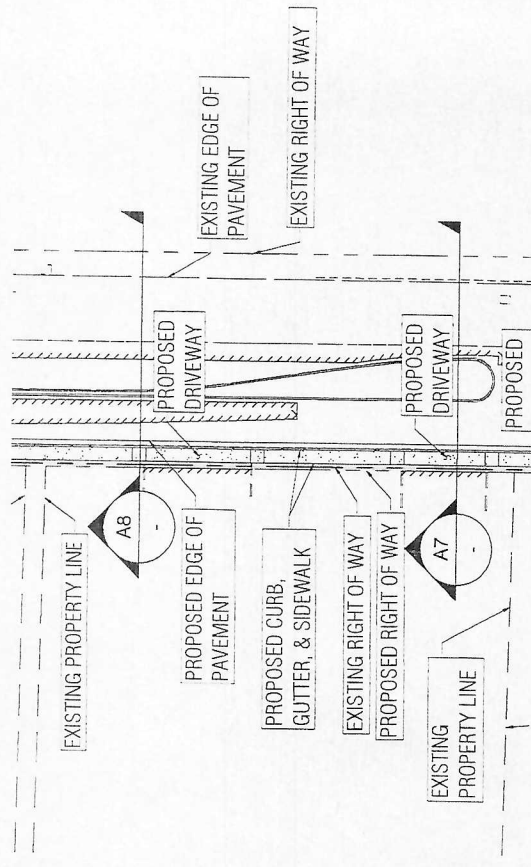 EXISTING EDGE OF
PAVEMENT
EXISTING RIGHT OF WAY
PROPOSED
DRIVEWAY
PROPOSED
DRIVEWAY
PROPOSED
A8
-
A7
-
EXISTING PROPERTY LINE
PROPOSED EDGE OF
PAVEMENT
PROPOSED CURB,
GUTTER, & SIDEWALK
EXISTING RIGHT OF WAY
PROPOSED RIGHT OF WAY
EXISTING
PROPERTY LINE